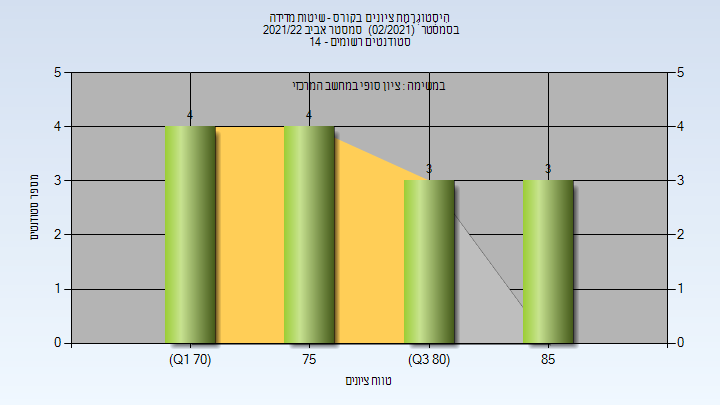 הִיסְטוֹגְרָמַת ציונים בקורס - שיטות מדידה
בסמסטר (02/2021) סמסטר אביב 2021/22
סטודנטים רשומים - 14
במשימה : ציון סופי במחשב המרכזי
5 5
4 4
3 3
2 2
1 1
0 0
4 4 3 3
מספר סטודנטים
(Q1 70) 75 (Q3 80) 85
טווח ציונים